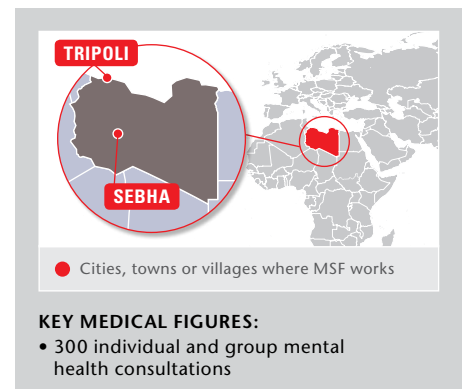 TRIPOLI
SEBHA
Cities, towns or villages where MSF works
KEY MEDICAL FIGURES:
• 300 individual and group mental
health consultations